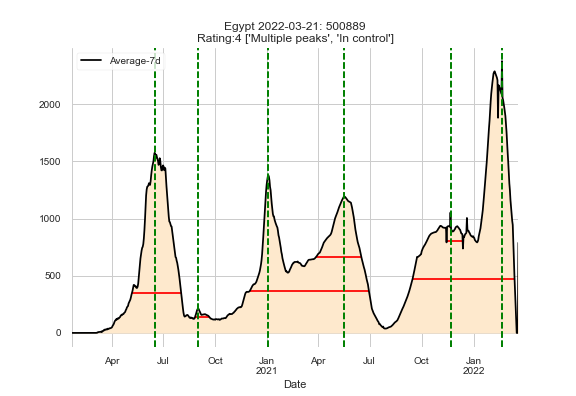 Egypt 2022-03-21: 500889
Rating:4 ['Multiple peaks', 'In control']
Average-7d
2000
1500
1000
500
0
Apr Jul Oct Jan Apr Jul Oct Jan
2021 2022
Date